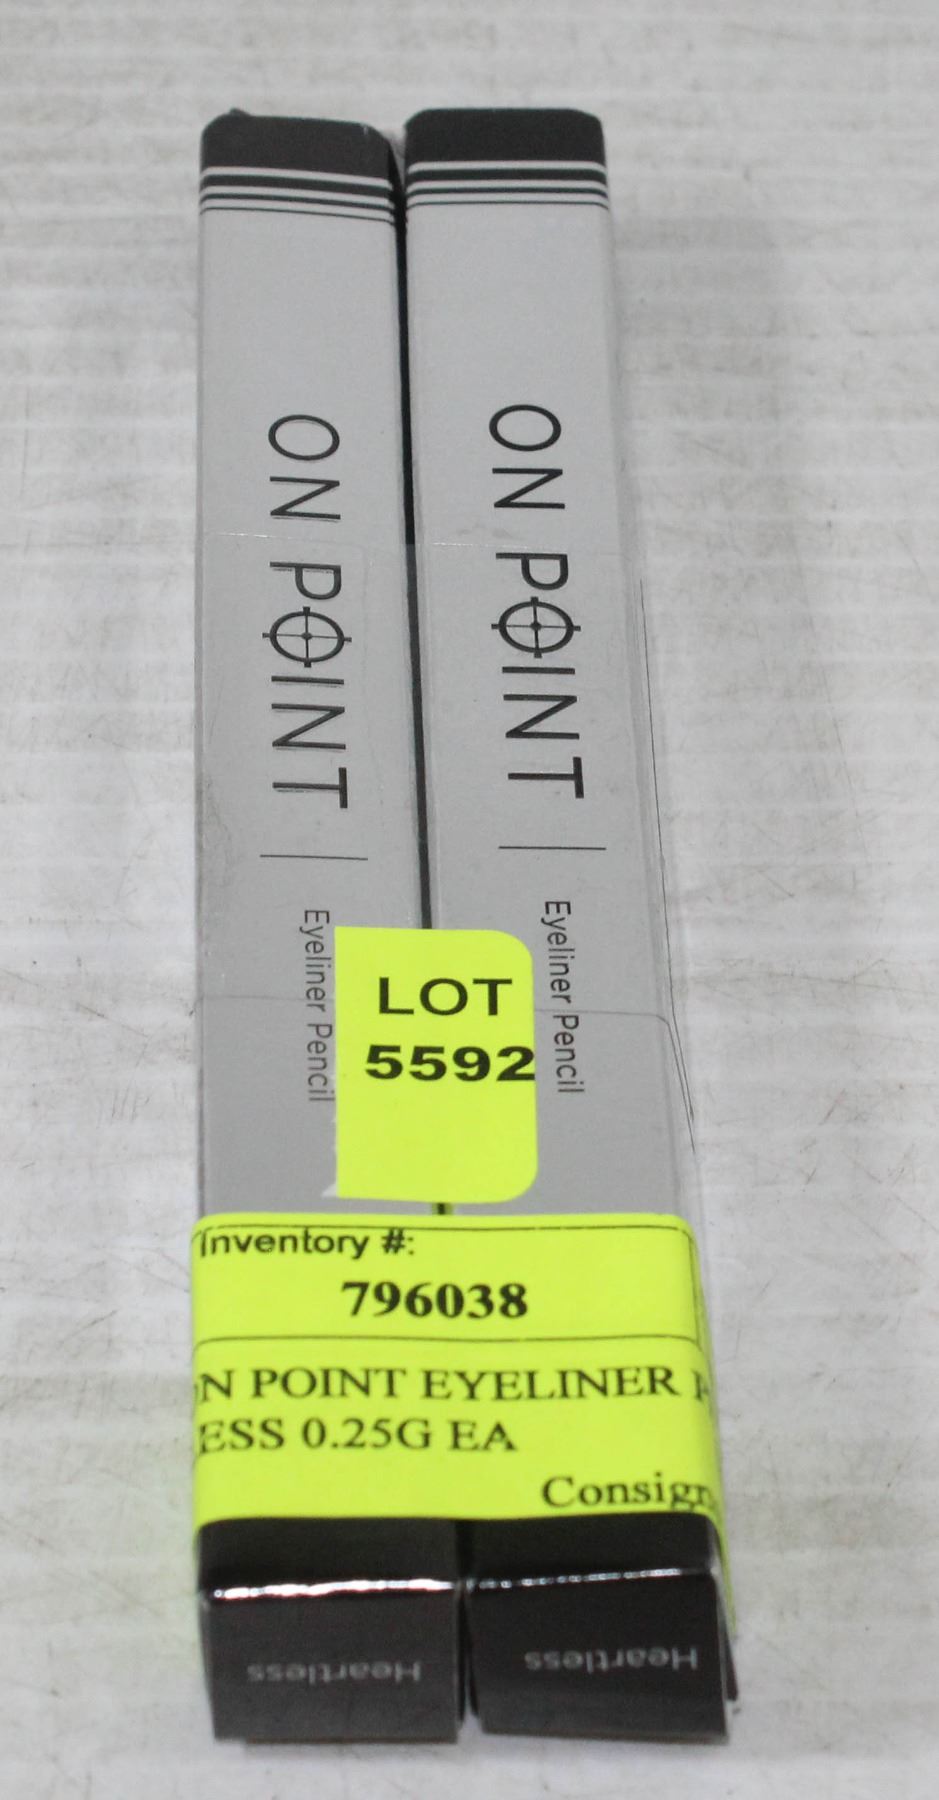 ON POINT | Eyeliner Pencil
ON POINT | Eyeliner Pencil
LOT
5592
Inventory #:
796038
N POINT EYELINER
ESS 0.25G EA
Consign
Heartless
Heartless